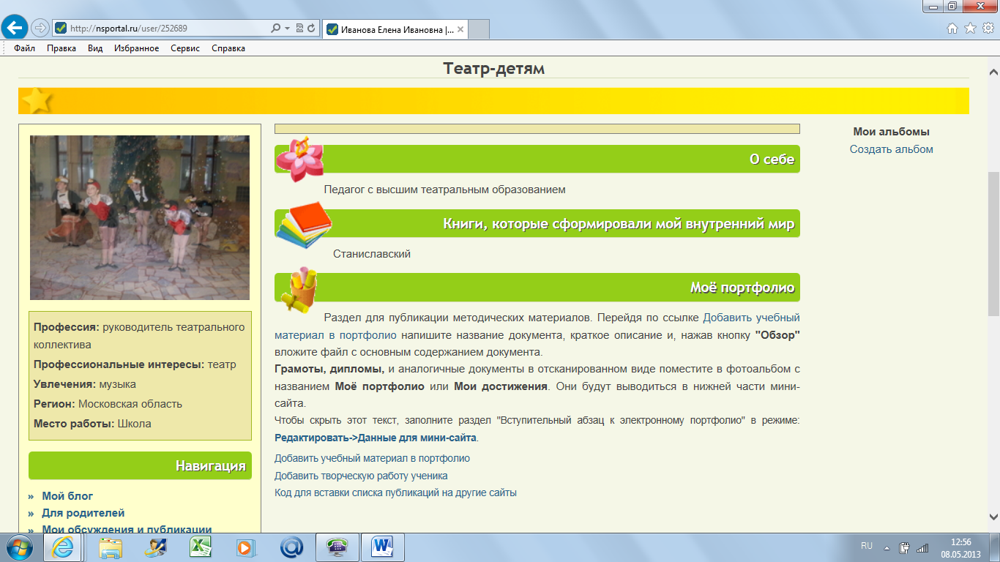 http://nsportal.ru/user/252689
Иванова Елена Ивановна |...
Файл Правка Вид Избранное Сервис Справка
Театр-детям
Профессия: руководитель театрального
коллектива
Профессиональные интересы: театр
Увлечения: музыка
Регион: Московская область
Место работы: Школа
Навигация
» Мой блог
» Для родителей
» Мои обсуждения и публикации
О себе
Педагог с высшим театральным образованием
Книги, которые сформировали мой внутренний мир
Станиславский
Моё портфолио
Раздел для публикации методических материалов. Перейдя по ссылке Добавить учебный
материал в портфолио напишите название документа, краткое описание и, нажав кнопку "Обзор"
вложите файл с основным содержанием документа.
Грамоты, дипломы, и аналогичные документы в отсканированном виде поместите в фотоальбом с
названием Моё портфолио или Мои достижения. Они будут выводиться в нижней части мини-
сайта.
Чтобы скрыть этот текст, заполните раздел "Вступительный абзац к электронному портфолио" в режиме:
Редактировать->Данные для мини-сайта.
Добавить учебный материал в портфолио
Добавить творческую работу ученика
Код для вставки списка публикаций на другие сайты
Мои альбомы
Создать альбом
RU
12:56
08.05.2013